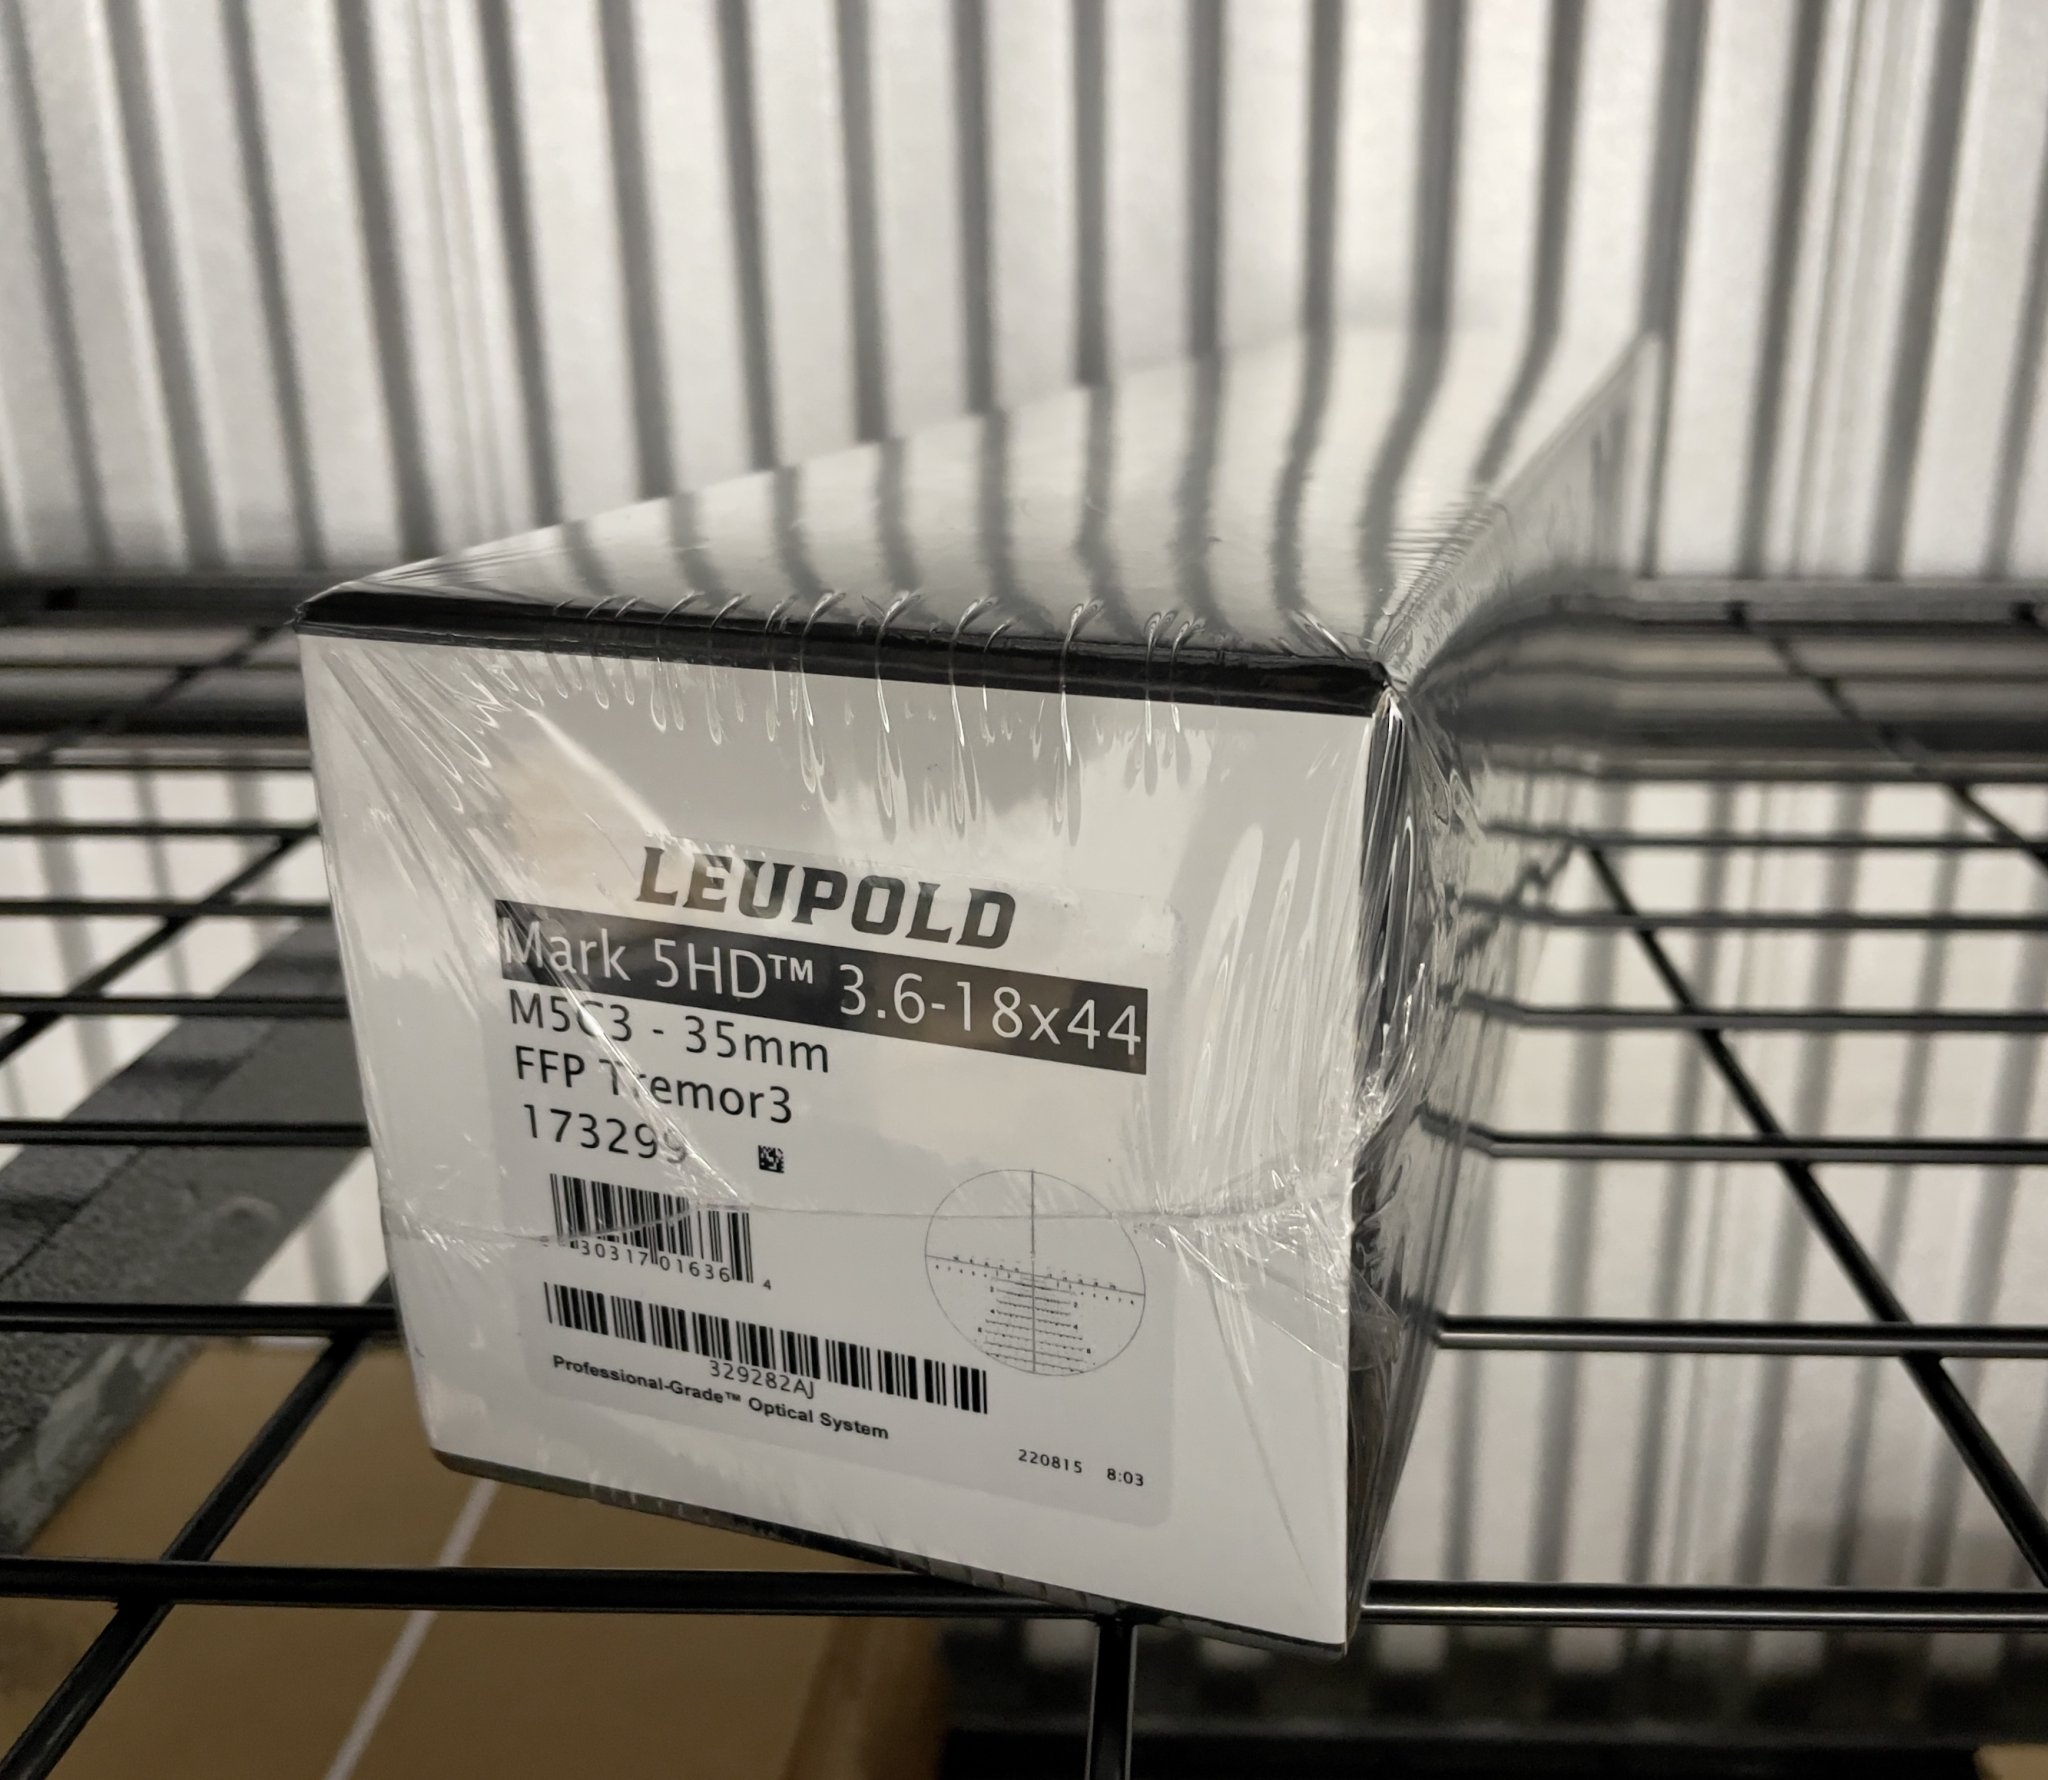 LEUPOLD
Mark 5HD™ 3.6-18x44
M5C3 - 35mm
FFP Tremor3
173299
30317 01636 4
329282AJ
Professional-Grade™ Optical System
220815 8:03